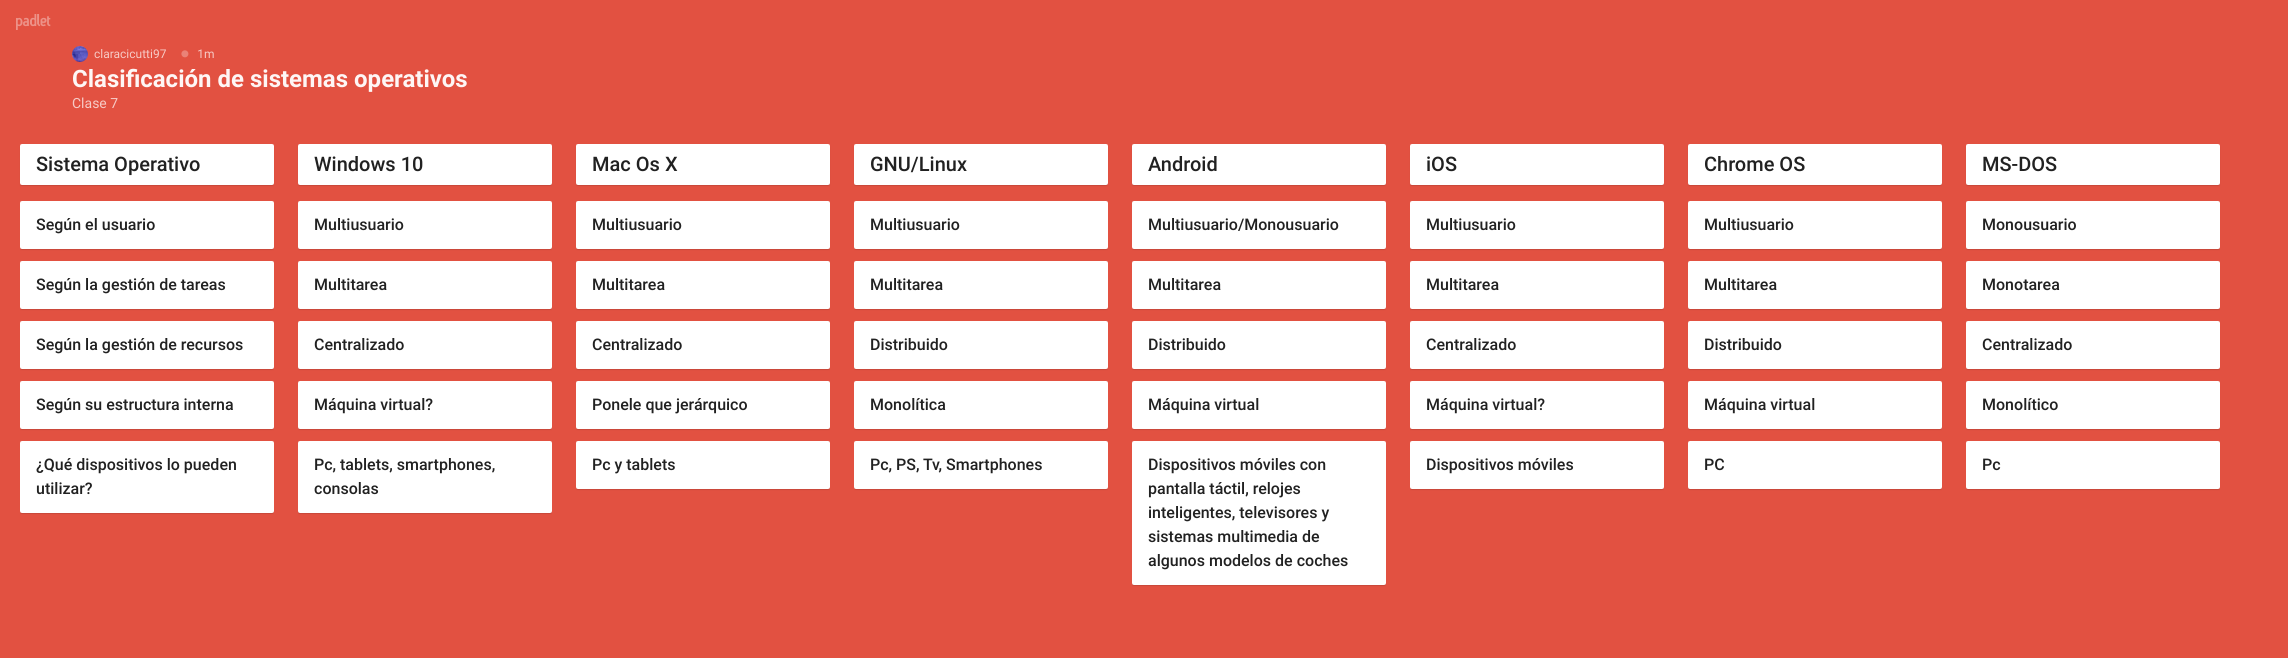 padlet
claracicutti97 • 1m
Clasificación de sistemas operativos
Clase 7
Sistema Operativo
Según el usuario
Según la gestión de tareas
Según la gestión de recursos
Según su estructura interna
¿Qué dispositivos lo pueden
utilizar?
Windows 10
Multiusuario
Multitarea
Centralizado
Máquina virtual?
Pc, tablets, smartphones,
consolas
Mac Os X
Multiusuario
Multitarea
Centralizado
Ponele que jerárquico
Pc y tablets
GNU/Linux
Multiusuario
Multitarea
Distribuido
Monolítica
Pc, PS, Tv, Smartphones
Android
Multiusuario/Monousuario
Multitarea
Distribuido
Máquina virtual
Dispositivos móviles con
pantalla táctil, relojes
inteligentes, televisores y
sistemas multimedia de
algunos modelos de coches
iOS
Multiusuario
Multitarea
Centralizado
Máquina virtual?
Dispositivos móviles
Chrome OS
Multiusuario
Multitarea
Distribuido
Máquina virtual
PC
MS-DOS
Monousuario
Monotarea
Centralizado
Monolítico
Pc